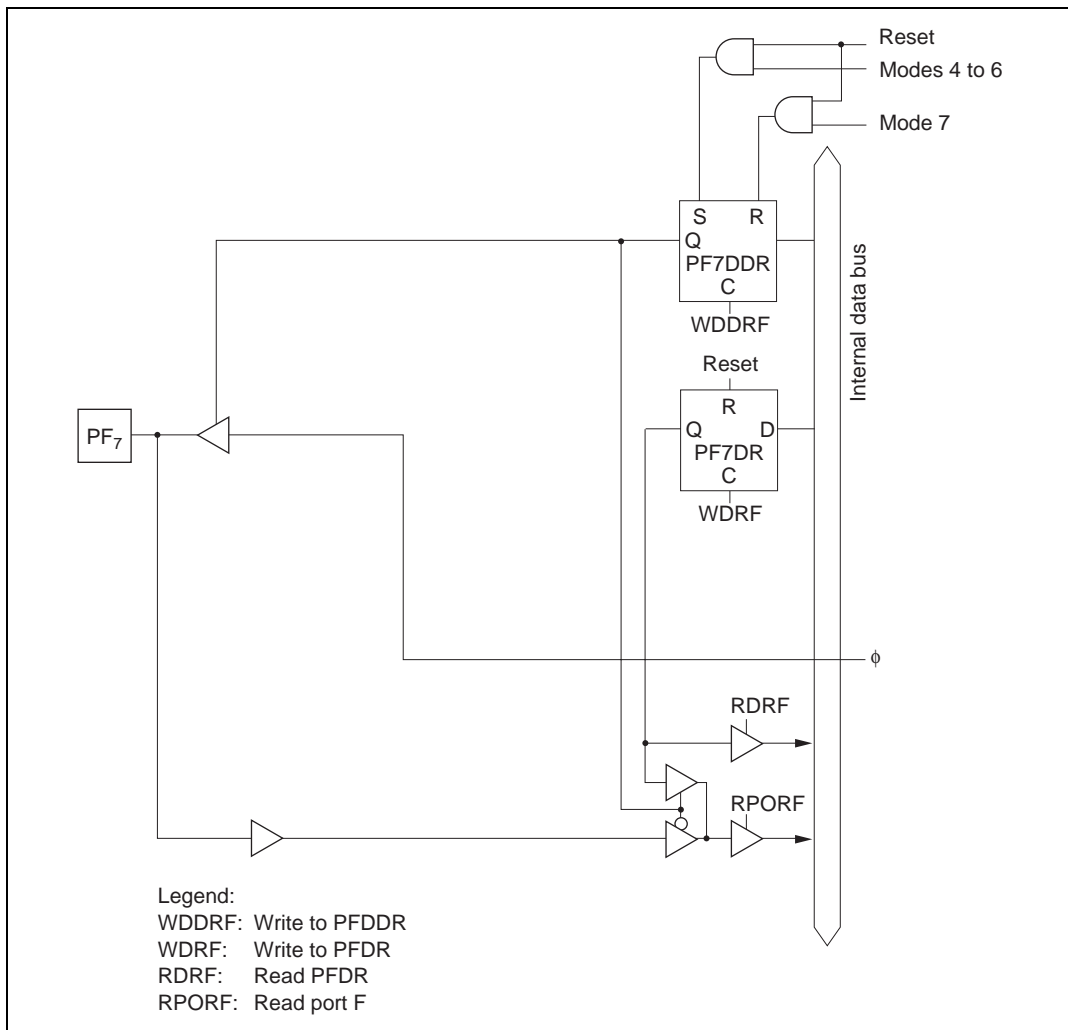 Reset
Modes 4 to 6
Mode 7
S R
Q
PF7DDR
C
WDDRF
Internal data bus
Reset
R
Q D
PF7DR
C
WDRF
PF7
ϕ
RDRF
RPORF
Legend:
WDDRF: Write to PFDDR
WDRF: Write to PFDR
RDRF: Read PFDR
RPORF: Read port F